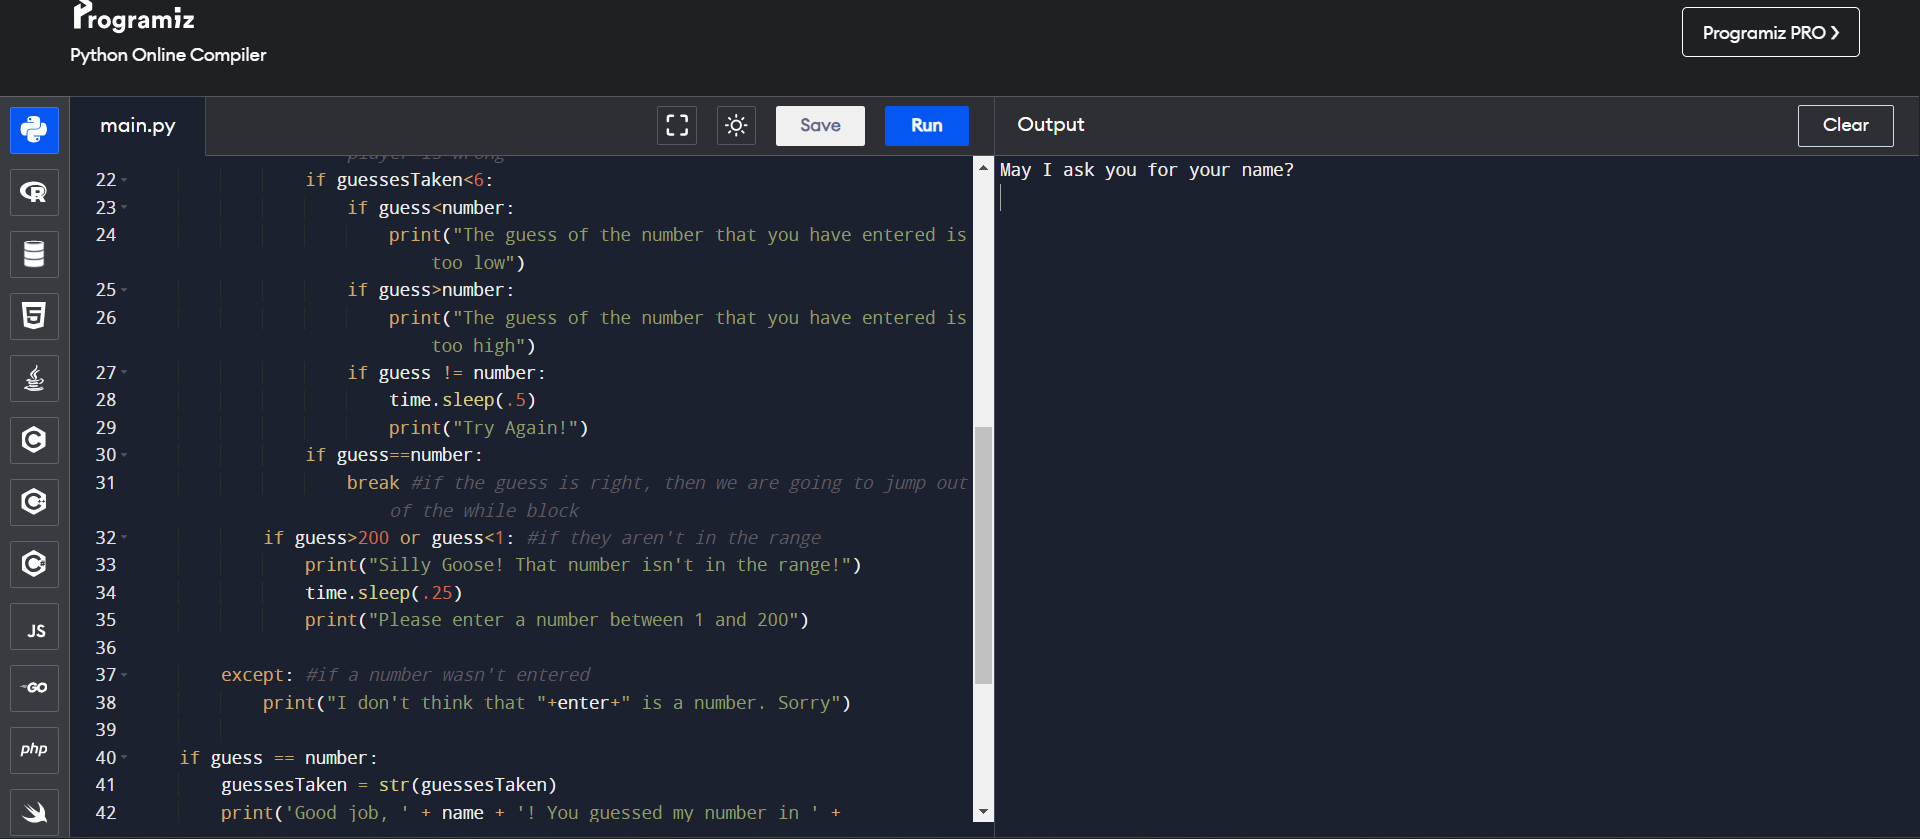 Programiz
Python Online Compiler
Programiz PRO ❯
main.py
Save
Run
Output
Clear
player is wrong
22 if guessesTaken<6:
23 if guess<number:
24 print("The guess of the number that you have entered is
too low")
25 if guess>number:
26 print("The guess of the number that you have entered is
too high")
27 if guess != number:
28 time.sleep(.5)
29 print("Try Again!")
30 if guess==number:
31 break #if the guess is right, then we are going to jump out
of the while block
32 if guess>200 or guess<1: #if they aren't in the range
33 print("Silly Goose! That number isn't in the range!")
34 time.sleep(.25)
35 print("Please enter a number between 1 and 200")
36
37 except: #if a number wasn't entered
38 print("I don't think that "+enter+" is a number. Sorry")
39
40 if guess == number:
41 guessesTaken = str(guessesTaken)
42 print('Good job, ' + name + '! You guessed my number in ' +
May I ask you for your name?
R
5
C
C++
C#
JS
GO
php